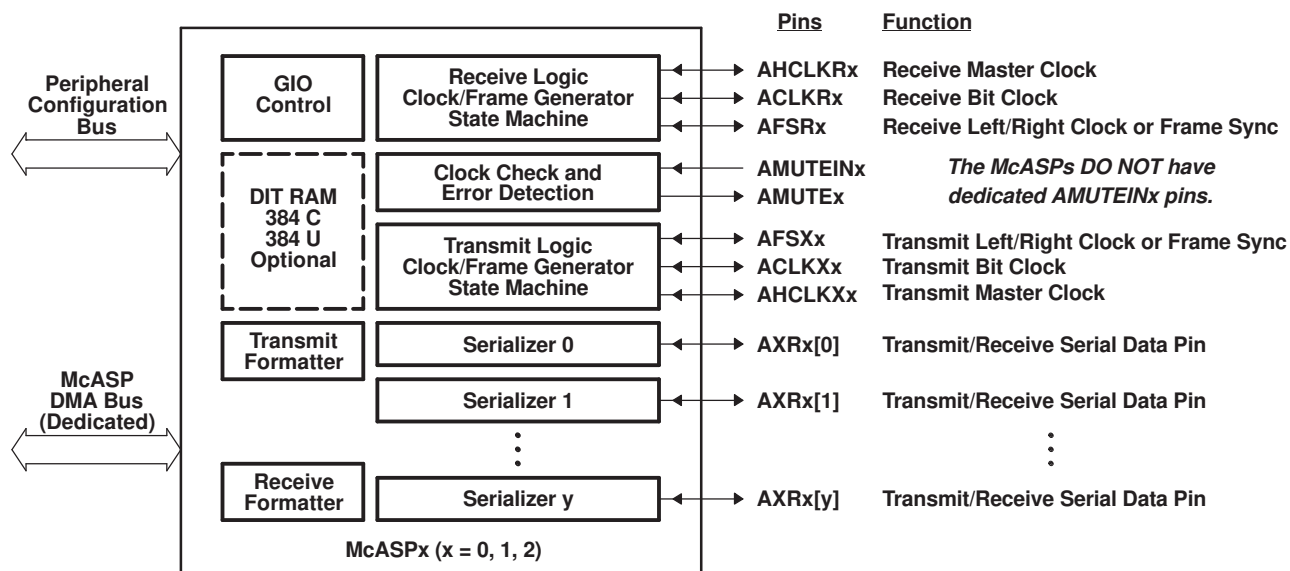 Pins Function
Peripheral
Configuration
Bus
GIO
Control
Receive Logic
Clock/Frame Generator
State Machine
AHCLKRx Receive Master Clock
ACLKRx Receive Bit Clock
AFSRx Receive Left/Right Clock or Frame Sync
DIT RAM
384 C
384 U
Optional
Clock Check and
Error Detection
AMUTEINx
AMUTEx
The McASPs DO NOT have
dedicated AMUTEINx pins.
Transmit Logic
Clock/Frame Generator
State Machine
AFSXx Transmit Left/Right Clock or Frame Sync
ACLKXx Transmit Bit Clock
AHCLKXx Transmit Master Clock
Transmit
Formatter
Serializer 0
AXRx[0] Transmit/Receive Serial Data Pin
McASP
DMA Bus
(Dedicated)
Serializer 1
AXRx[1] Transmit/Receive Serial Data Pin
Receive
Formatter
Serializer y
AXRx[y] Transmit/Receive Serial Data Pin
McASPx (x = 0, 1, 2)